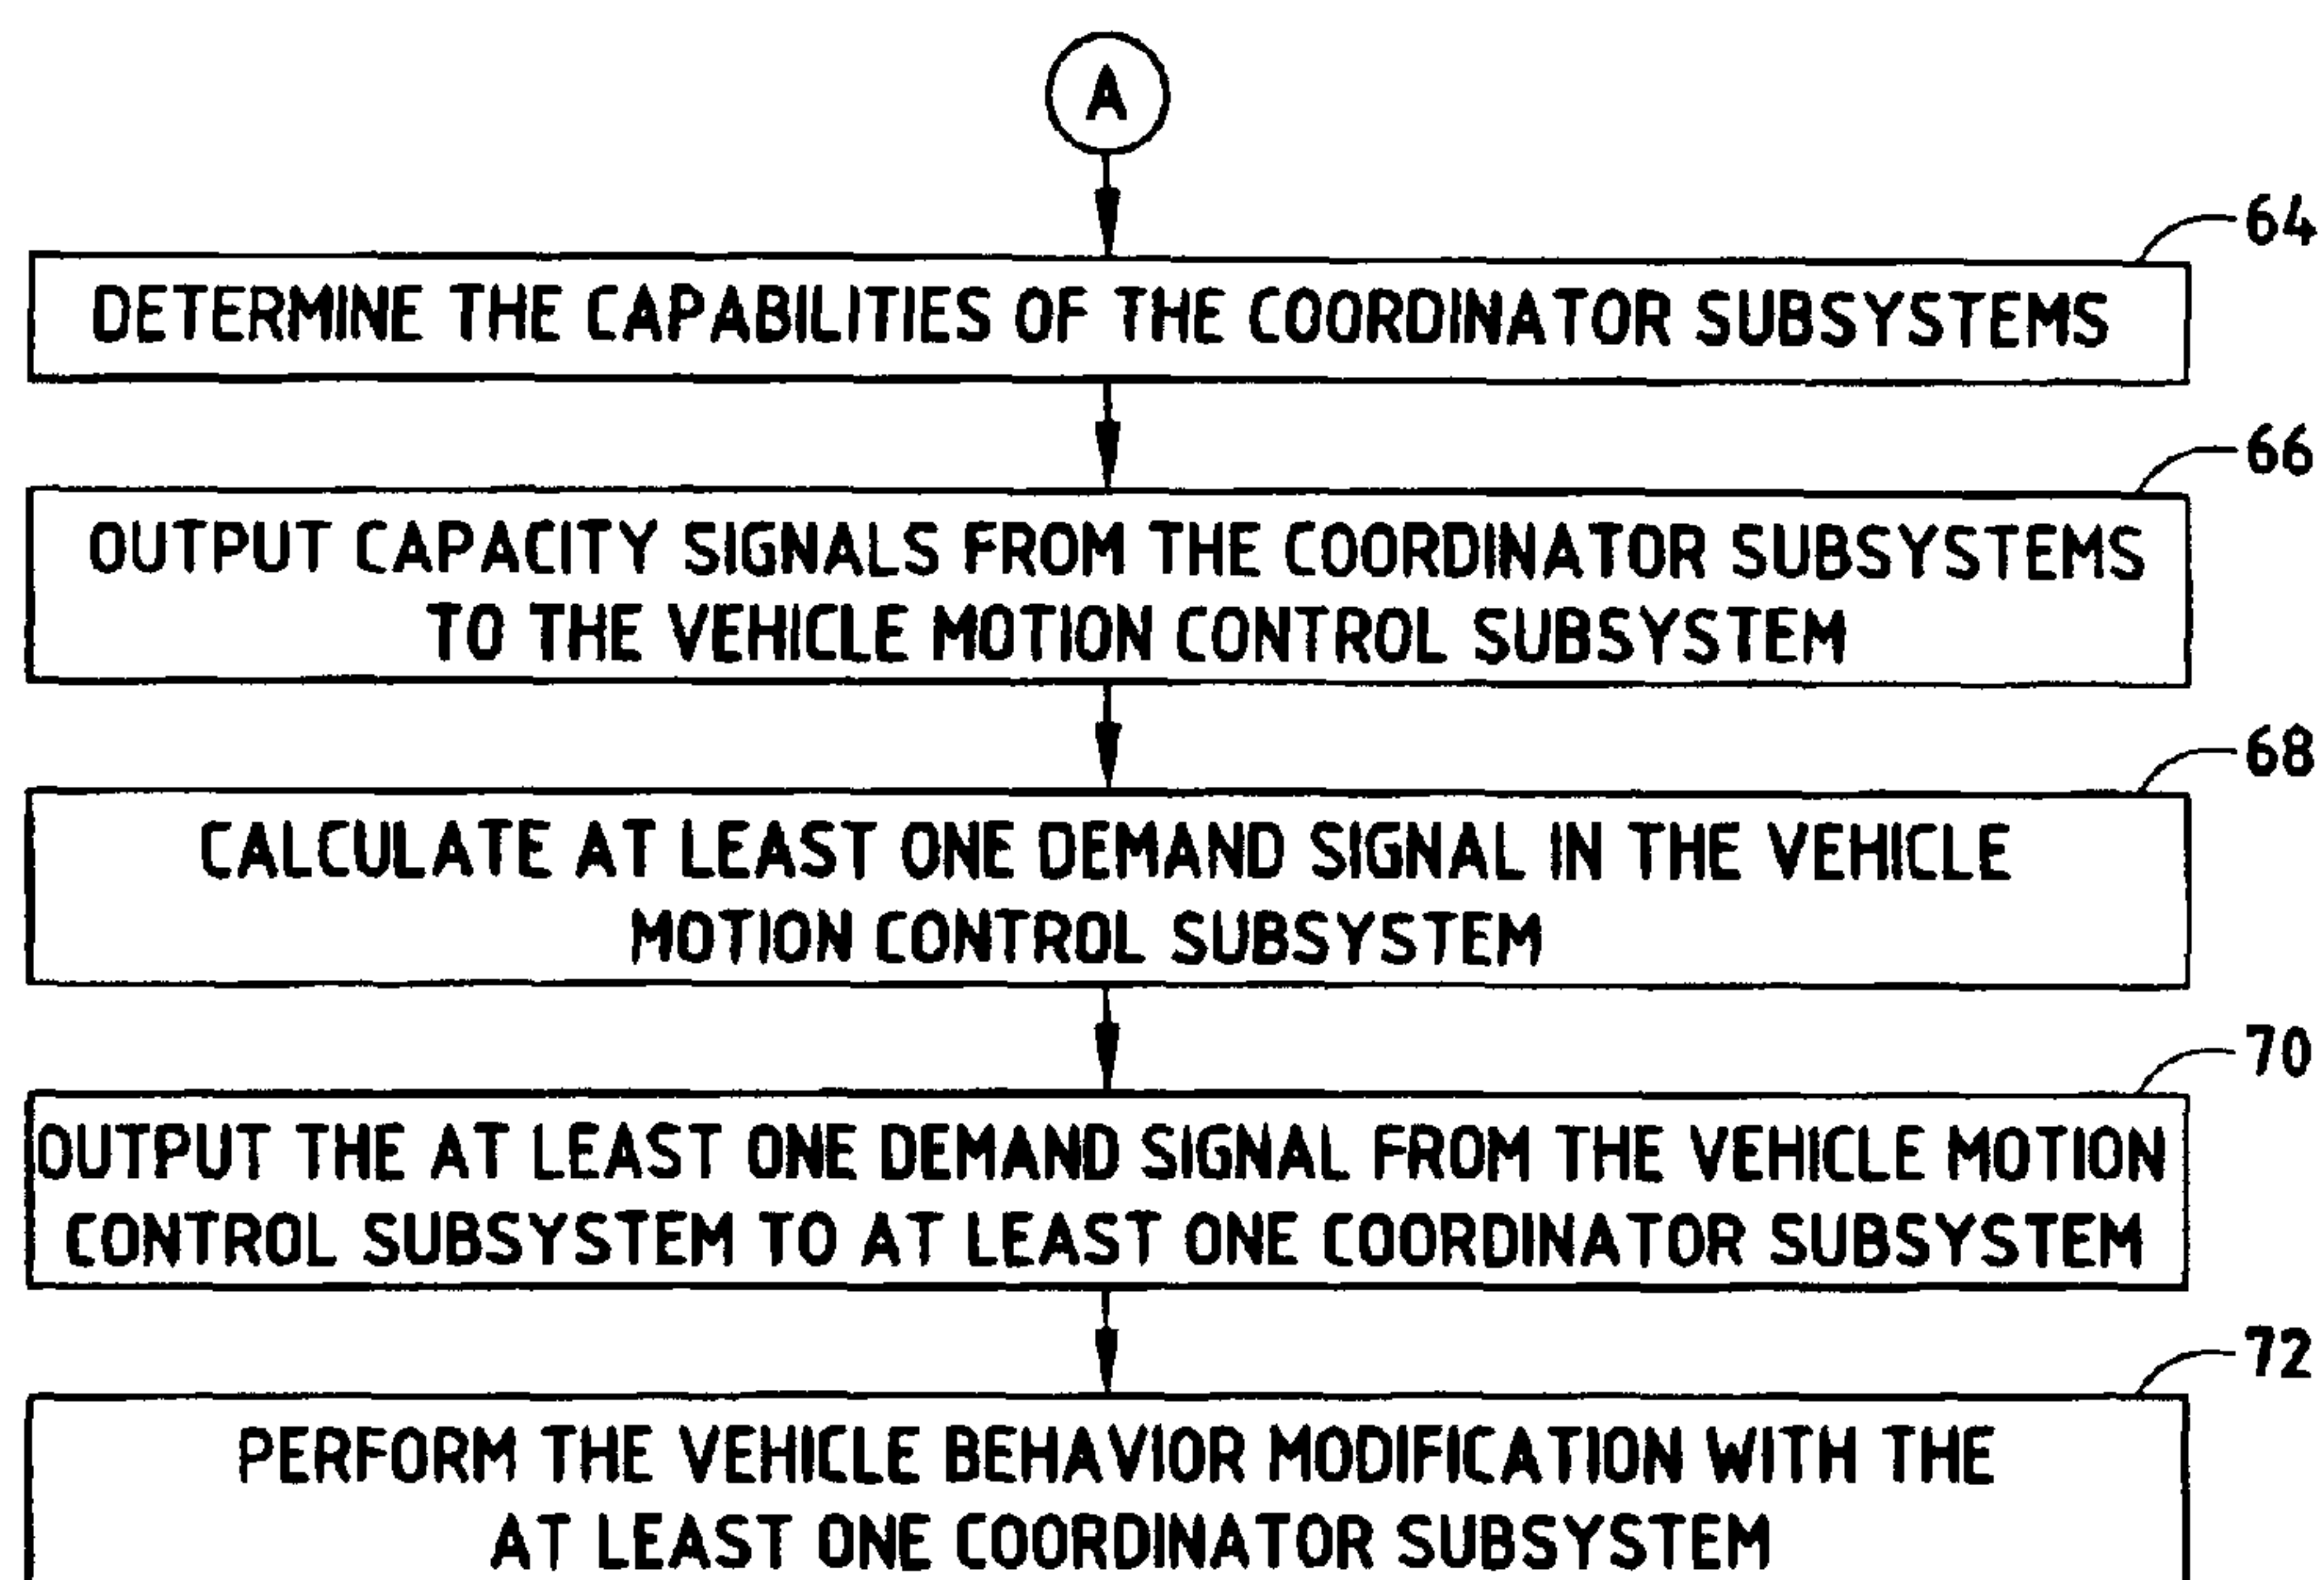 A
64
DETERMINE THE CAPABILITIES OF THE COORDINATOR SUBSYSTEMS
66
OUTPUT CAPACITY SIGNALS FROM THE COORDINATOR SUBSYSTEMS
TO THE VEHICLE MOTION CONTROL SUBSYSTEM
68
CALCULATE AT LEAST ONE DEMAND SIGNAL IN THE VEHICLE
MOTION CONTROL SUBSYSTEM
70
OUTPUT THE AT LEAST ONE DEMAND SIGNAL FROM THE VEHICLE MOTION
CONTROL SUBSYSTEM TO AT LEAST ONE COORDINATOR SUBSYSTEM
72
PERFORM THE VEHICLE BEHAVIOR MODIFICATION WITH THE
AT LEAST ONE COORDINATOR SUBSYSTEM